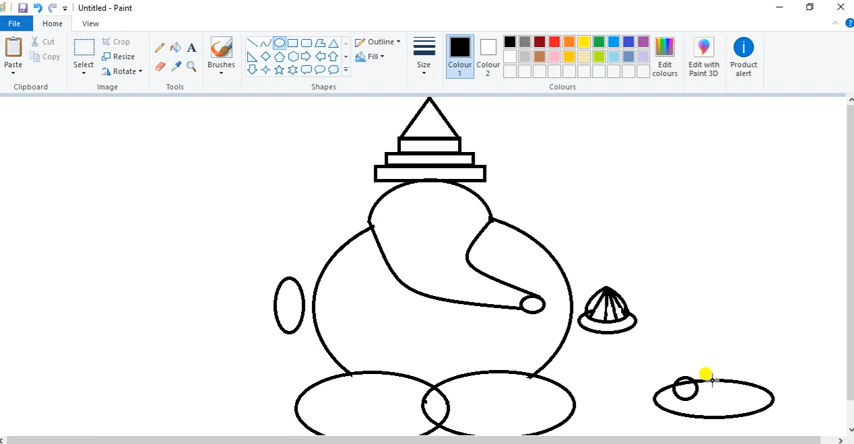 Untitled - Paint
File Home View
Paste
Cut
Copy
Clipboard
Select
Crop
Resize
Rotate
Image
A
Tools
Brushes
Outline
Fill
Shapes
Size
Colour
1
Colour
2
Edit
colours
Colours
Edit with
Paint 3D
Product
alert